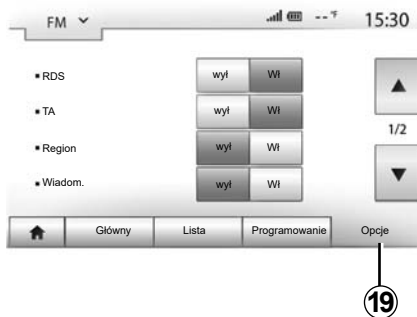 FM --°F 15:30
RDS wył Wł
TA wył Wł
1/2
Region wył Wł
Wiadom. wył Wł
Główny Lista Programowanie Opcje
19